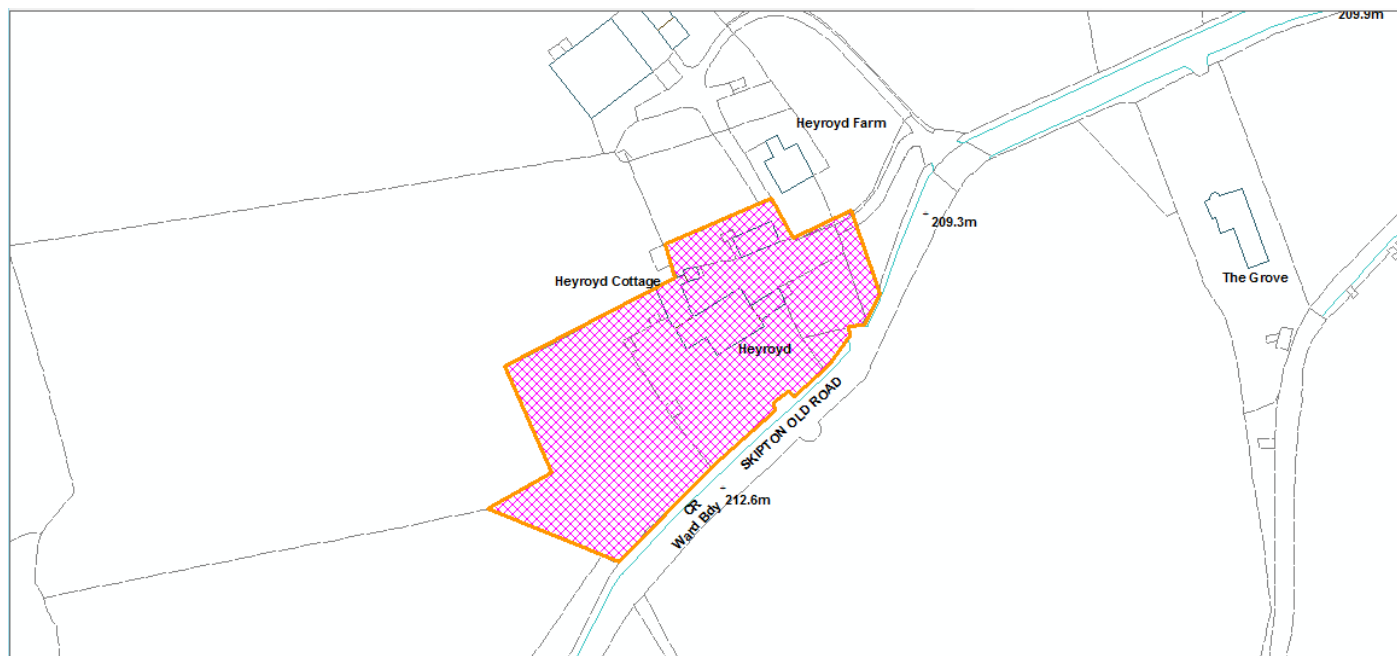 209.9m
Heyroyd Farm
209.3m
Heyroyd Cottage
The Grove
Heyroyd
SKIPTON OLD ROAD
212.6m
CR
Ward Bdy